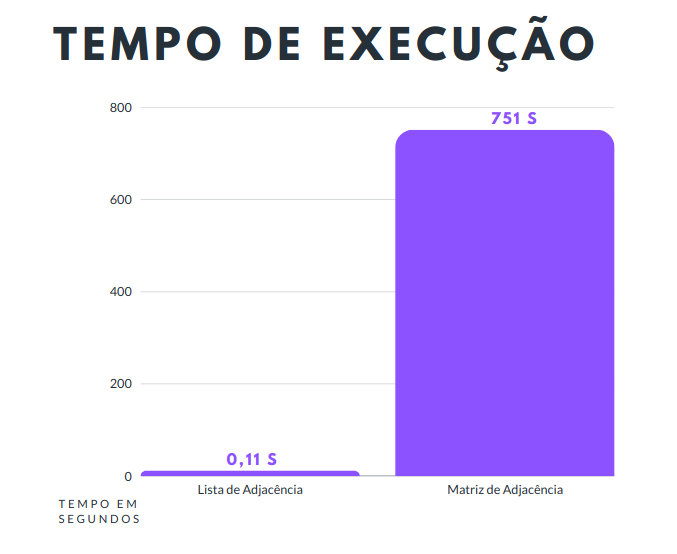 TEMPO DE EXECUÇÃO
800
751 S
600
400
200
0,11 S
0
Lista de Adjacência
Matriz de Adjacência
TEMPO EM
SEGUNDOS